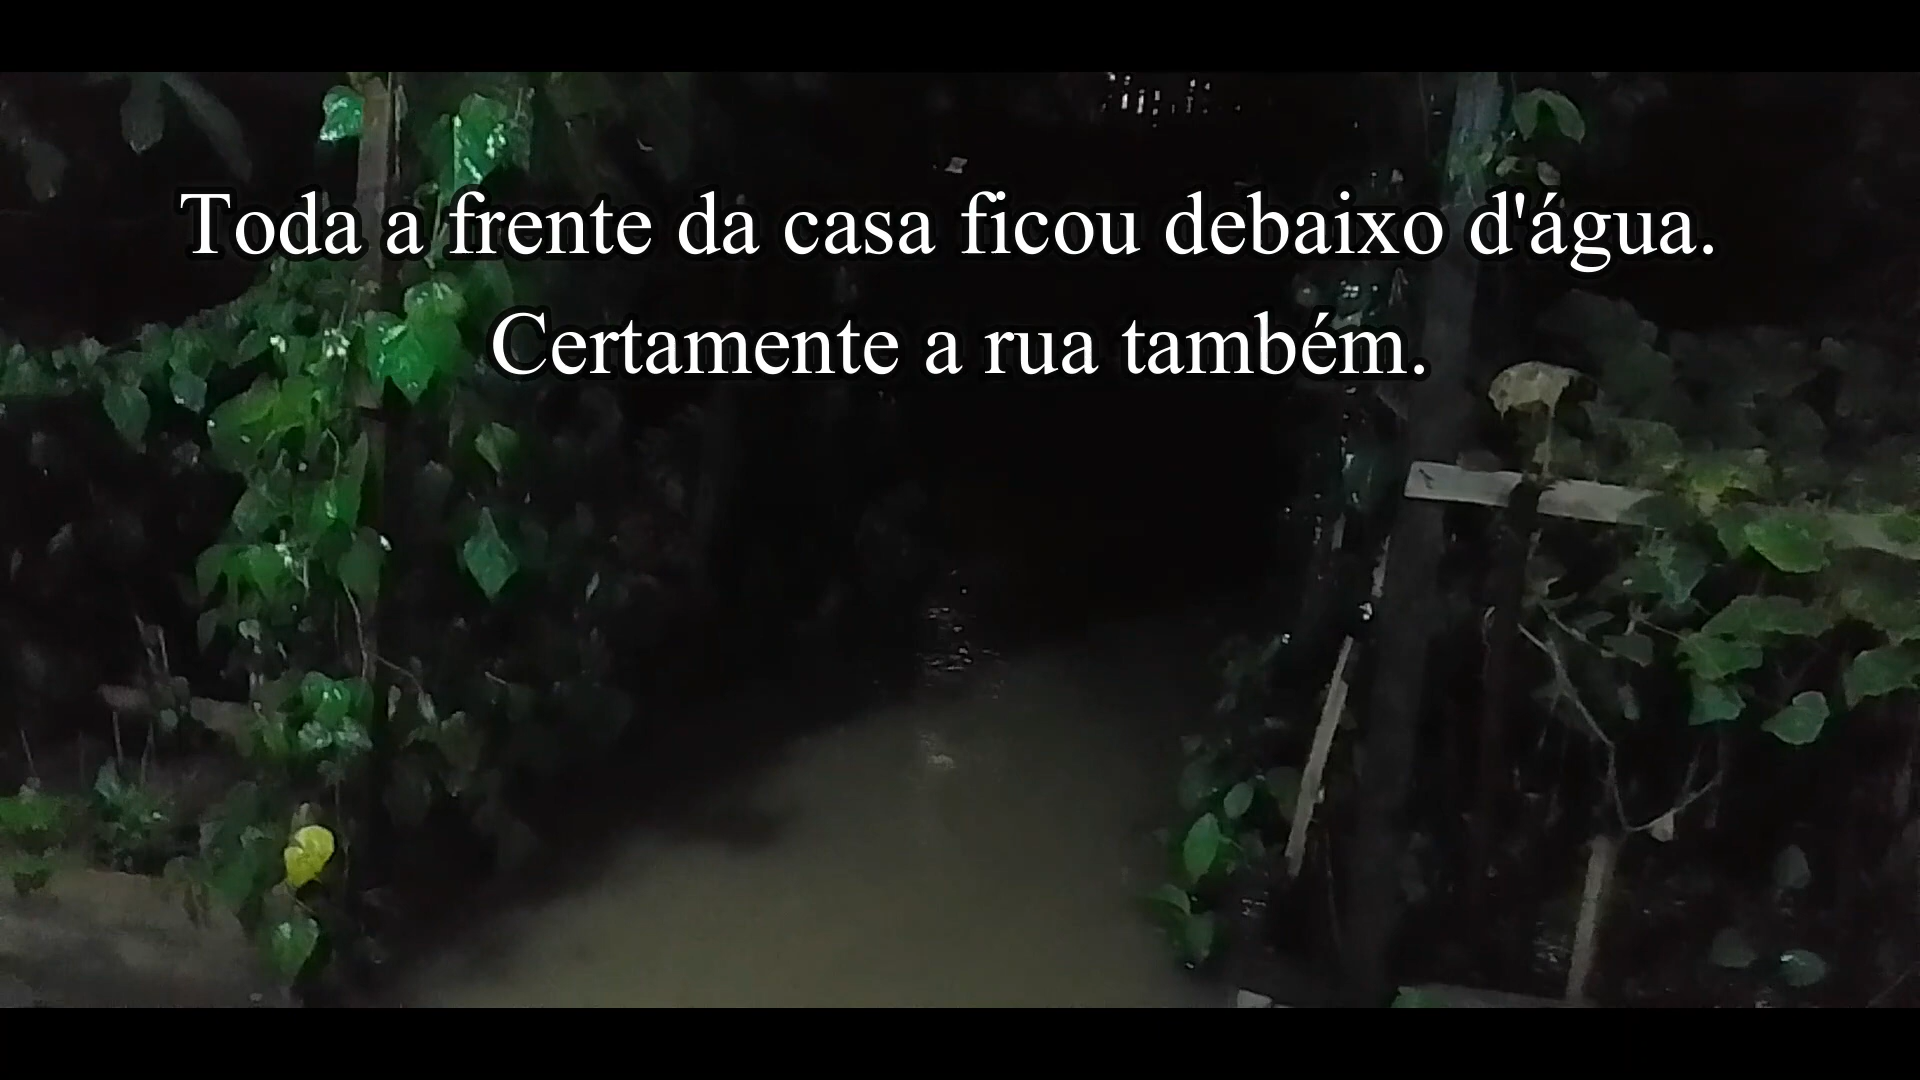 Toda a frente da casa ficou debaixo d'água.
Certamente a rua também.